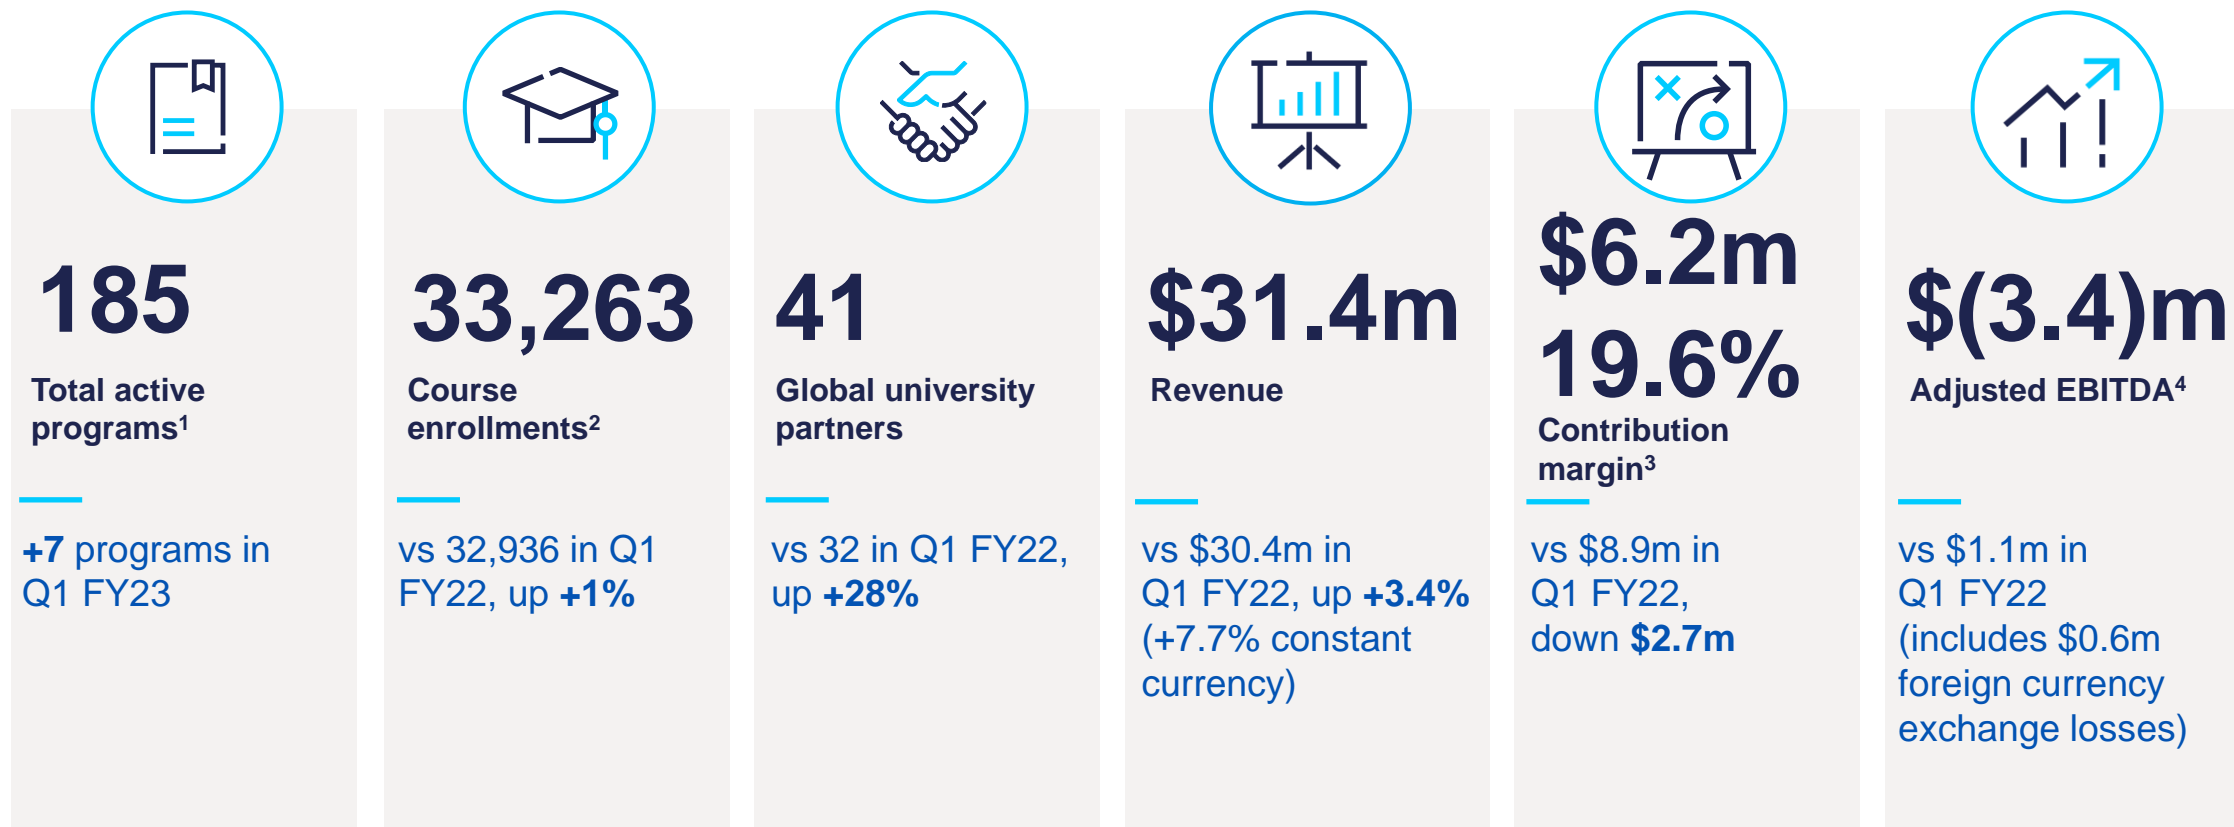 185
Total active
programs¹
+7 programs in
Q1 FY23
33,263
Course
enrollments²
vs 32,936 in Q1
FY22, up +1%
41
Global university
partners
vs 32 in Q1 FY22,
up +28%
$31.4m
Revenue
vs $30.4m in
Q1 FY22, up +3.4%
(+7.7% constant
currency)
$6.2m
19.6%
Contribution
margin³
vs $8.9m in
Q1 FY22,
down $2.7m
$(3.4)m
Adjusted EBITDA⁴
vs $1.1m in
Q1 FY22
(includes $0.6m
foreign currency
exchange losses)